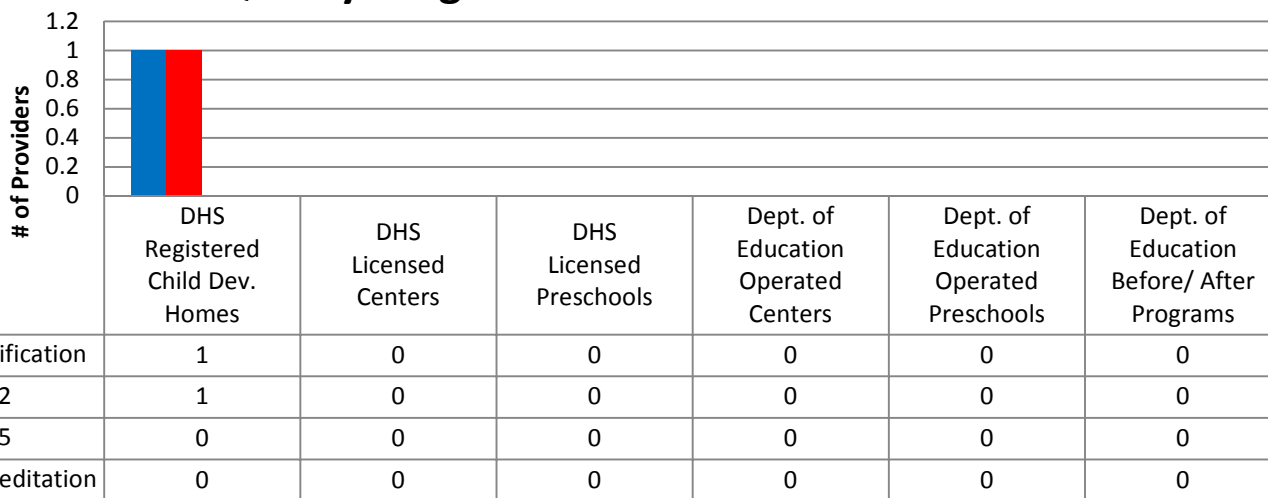 1.2
1
0.8
0.6
0.4
0.2
0
# of Providers
DHS
Registered
Child Dev.
Homes
DHS
Licensed
Centers
DHS
Licensed
Preschools
Dept. of
Education
Operated
Centers
Dept. of
Education
Operated
Preschools
Dept. of
Education
Before/ After
Programs
ification 1 0 0 0 0 0
2 1 0 0 0 0 0
5 0 0 0 0 0 0
editation 0 0 0 0 0 0